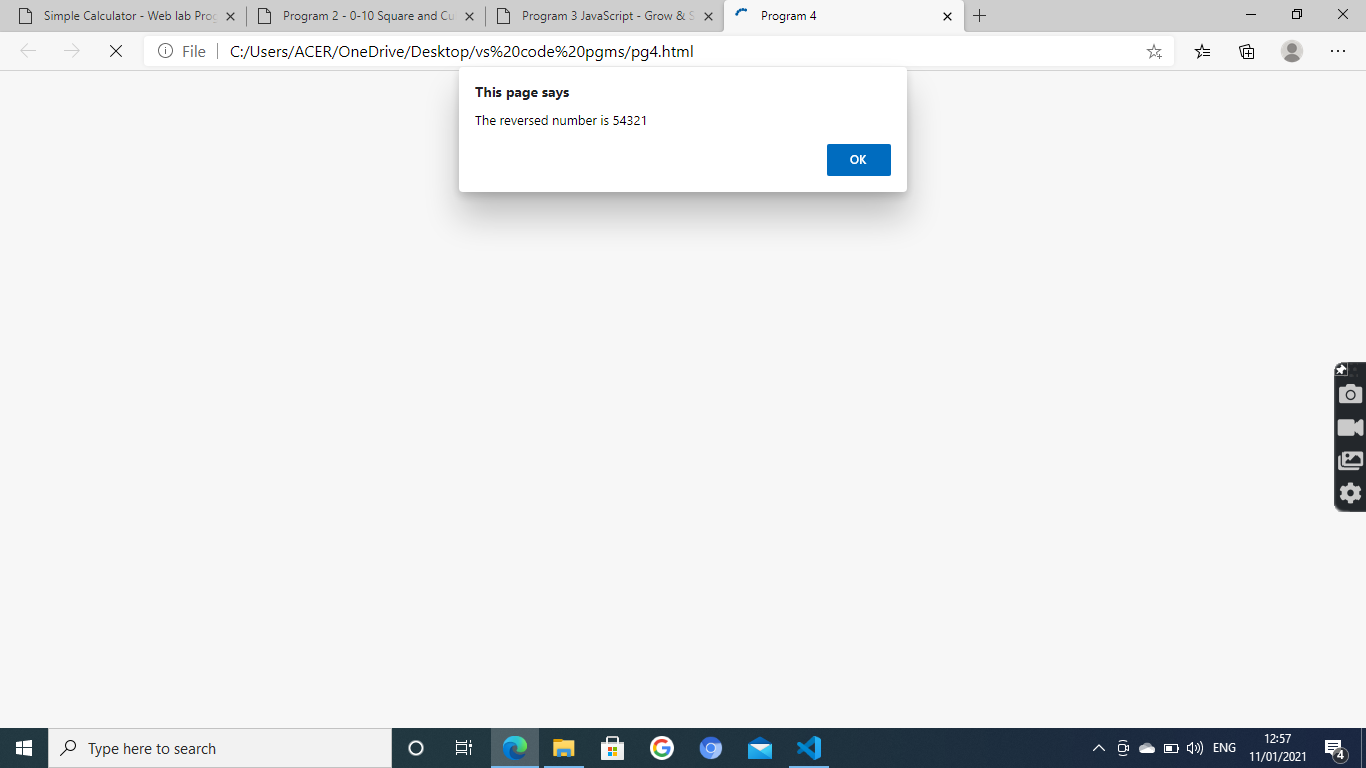 Simple Calculator - Web lab Prog
Program 2 - 0-10 Square and Cu
Program 3 JavaScript - Grow & S
Program 4
File
C:/Users/ACER/OneDrive/Desktop/vs%20code%20pgms/pg4.html
This page says
The reversed number is 54321
OK
Type here to search
ENG
12:57
11/01/2021
4